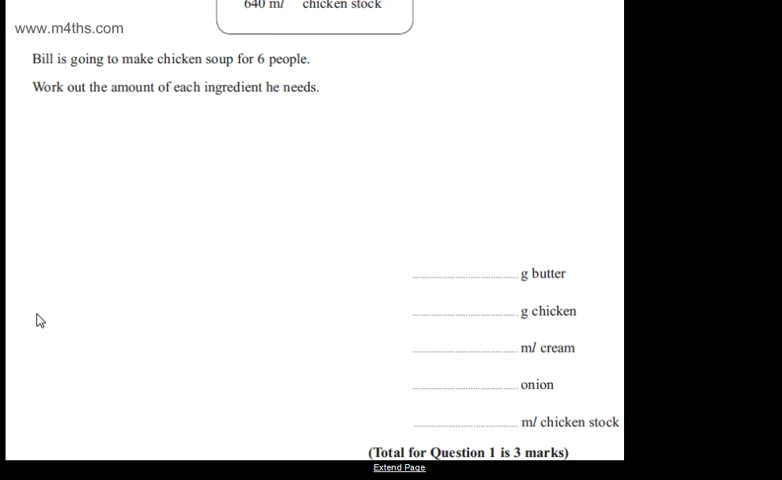 640 ml chicken stock
www.m4ths.com
Bill is going to make chicken soup for 6 people.
Work out the amount of each ingredient he needs.
.......................................... g butter
.......................................... g chicken
.......................................... ml cream
.......................................... onion
.......................................... ml chicken stock
(Total for Question 1 is 3 marks)
Extend Page